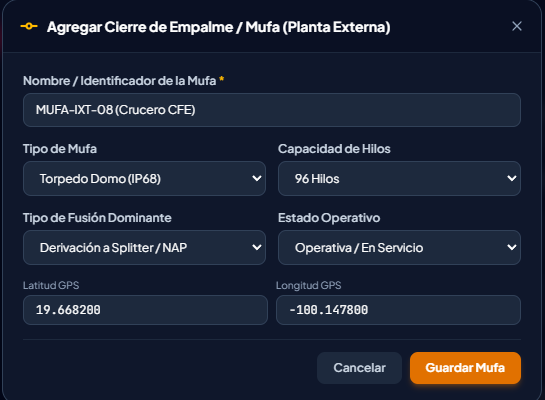 Agregar Cierre de Empalme / Mufa (Planta Externa)
Nombre / Identificador de la Mufa *
MUFA-IXT-08 (Crucero CFE)
Tipo de Mufa
Capacidad de Hilos
Torpedo Domo (IP68)
96 Hilos
Tipo de Fusión Dominante
Estado Operativo
Derivación a Splitter / NAP
Operativa / En Servicio
Latitud GPS
Longitud GPS
19.668200
-100.147800
Cancelar
Guardar Mufa